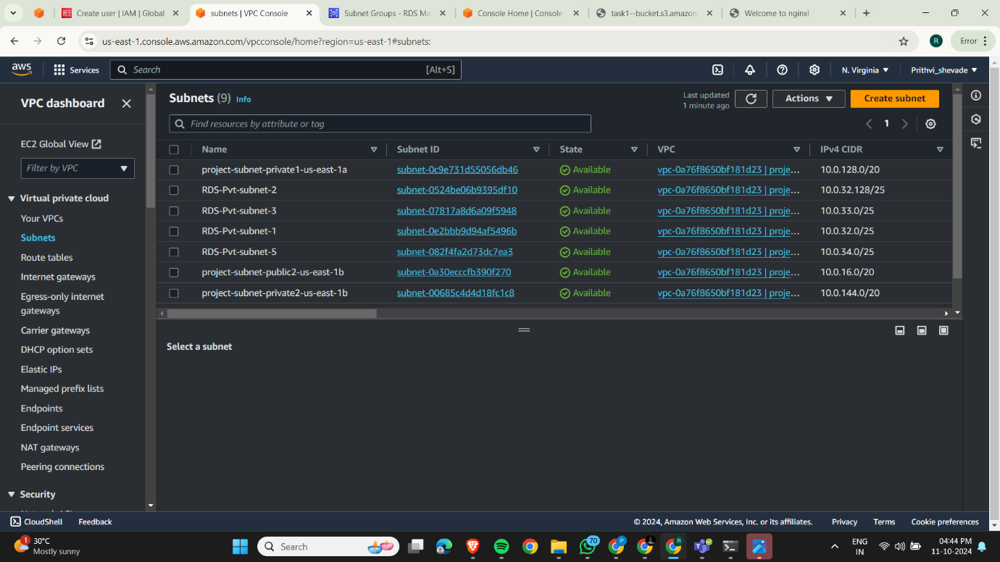 Create user | IAM | Global
subnets | VPC Console
Subnet Groups - RDS Ma
Console Home | Console
task1--bucket.s3.amazon
Welcome to nginx!
us-east-1.console.aws.amazon.com/vpcconsole/home?region=us-east-1#subnets:
R
Error
aws
Services
Search
[Alt+S]
N. Virginia
Prithvi_shevade
VPC dashboard
EC2 Global View
Filter by VPC
Virtual private cloud
Your VPCs
Subnets
Route tables
Internet gateways
Egress-only internet
gateways
Carrier gateways
DHCP option sets
Elastic IPs
Managed prefix lists
Endpoints
Endpoint services
NAT gateways
Peering connections
Security
Subnets (9) Info
Last updated
1 minute ago
Actions
Create subnet
Find resources by attribute or tag
1
Name Subnet ID State VPC IPv4 CIDR
project-subnet-private1-us-east-1a subnet-0c9e731d55056db46 Available vpc-0a76f8650bf181d23 | proje... 10.0.128.0/20
RDS-Pvt-subnet-2 subnet-0524be06b9395df10 Available vpc-0a76f8650bf181d23 | proje... 10.0.32.128/25
RDS-Pvt-subnet-3 subnet-07817a8d6a09f5948 Available vpc-0a76f8650bf181d23 | proje... 10.0.33.0/25
RDS-Pvt-subnet-1 subnet-0e2bbb9d94af5496b Available vpc-0a76f8650bf181d23 | proje... 10.0.32.0/25
RDS-Pvt-subnet-5 subnet-082f4fa2d73dc7ea3 Available vpc-0a76f8650bf181d23 | proje... 10.0.34.0/25
project-subnet-public2-us-east-1b subnet-0a30ecccfb390f270 Available vpc-0a76f8650bf181d23 | proje... 10.0.16.0/20
project-subnet-private2-us-east-1b subnet-00685c4d4d18fc1c8 Available vpc-0a76f8650bf181d23 | proje... 10.0.144.0/20
Select a subnet
CloudShell
Feedback
© 2024, Amazon Web Services, Inc. or its affiliates.
Privacy
Terms
Cookie preferences
1
30°C
Mostly sunny
Search
70
P
R
ENG
IN
04:44 PM
11-10-2024